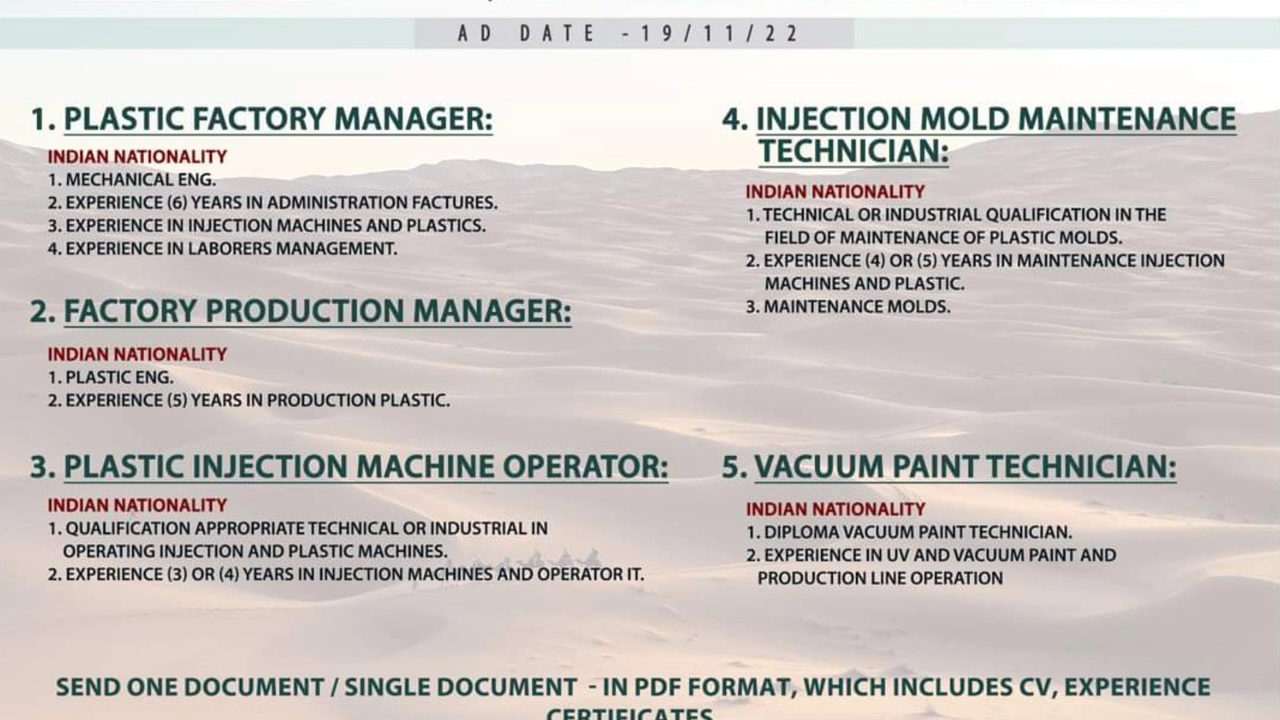 AD DATE -19/11/22
1. PLASTIC FACTORY MANAGER:
INDIAN NATIONALITY
1. MECHANICAL ENG.
2. EXPERIENCE (6) YEARS IN ADMINISTRATION FACTURES.
3. EXPERIENCE IN INJECTION MACHINES AND PLASTICS.
4. EXPERIENCE IN LABORERS MANAGEMENT.
2. FACTORY PRODUCTION MANAGER:
INDIAN NATIONALITY
1. PLASTIC ENG.
2. EXPERIENCE (5) YEARS IN PRODUCTION PLASTIC.
3. PLASTIC INJECTION MACHINE OPERATOR:
INDIAN NATIONALITY
1. QUALIFICATION APPROPRIATE TECHNICAL OR INDUSTRIAL IN
OPERATING INJECTION AND PLASTIC MACHINES.
2. EXPERIENCE (3) OR (4) YEARS IN INJECTION MACHINES AND OPERATOR IT.
4. INJECTION MOLD MAINTENANCE
TECHNICIAN:
INDIAN NATIONALITY
1. TECHNICAL OR INDUSTRIAL QUALIFICATION IN THE
FIELD OF MAINTENANCE OF PLASTIC MOLDS.
2. EXPERIENCE (4) OR (5) YEARS IN MAINTENANCE INJECTION
MACHINES AND PLASTIC.
3. MAINTENANCE MOLDS.
5. VACUUM PAINT TECHNICIAN:
INDIAN NATIONALITY
1. DIPLOMA VACUUM PAINT TECHNICIAN.
2. EXPERIENCE IN UV AND VACUUM PAINT AND
PRODUCTION LINE OPERATION
SEND ONE DOCUMENT / SINGLE DOCUMENT - IN PDF FORMAT, WHICH INCLUDES CV, EXPERIENCE
CERTIFICATES